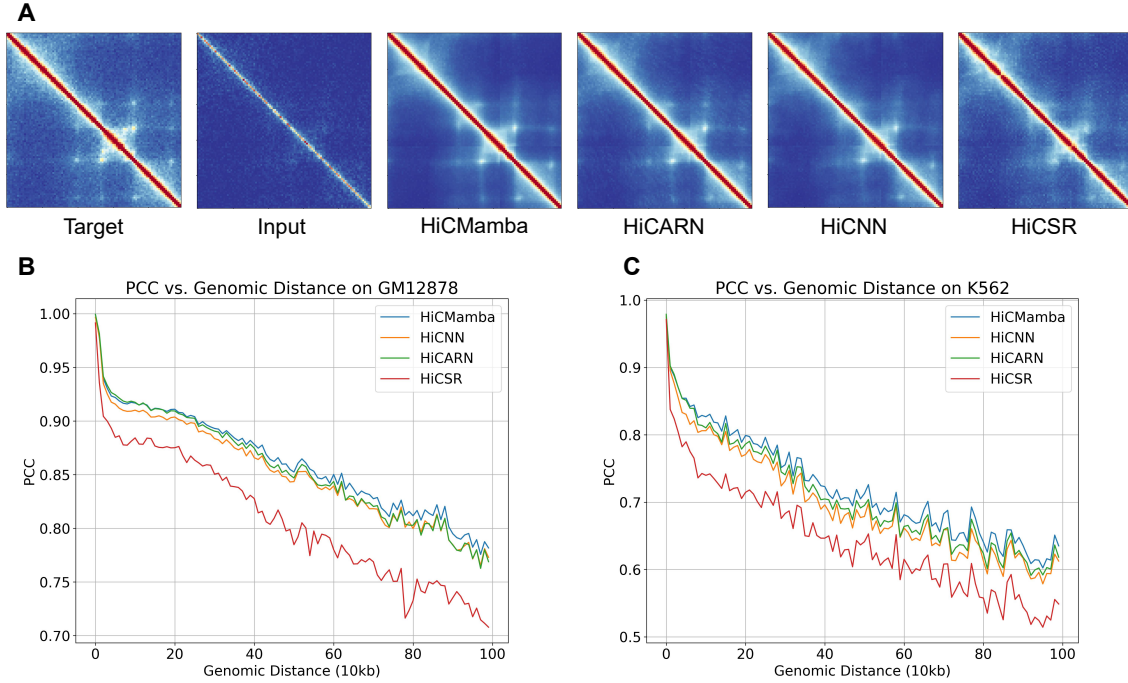 A
Target
Input
HiCMamba
HiCARN
HiCNN
HiCSR
B
PCC vs. Genomic Distance on GM12878
1.00
0.95
0.90
0.85
0.80
0.75
0.70
PCC
HiCMamba
HiCNN
HiCARN
HiCSR
0 20 40 60 80 100
Genomic Distance (10kb)
C
PCC vs. Genomic Distance on K562
1.0
0.9
0.8
0.7
0.6
0.5
PCC
HiCMamba
HiCNN
HiCARN
HiCSR
0 20 40 60 80 100
Genomic Distance (10kb)